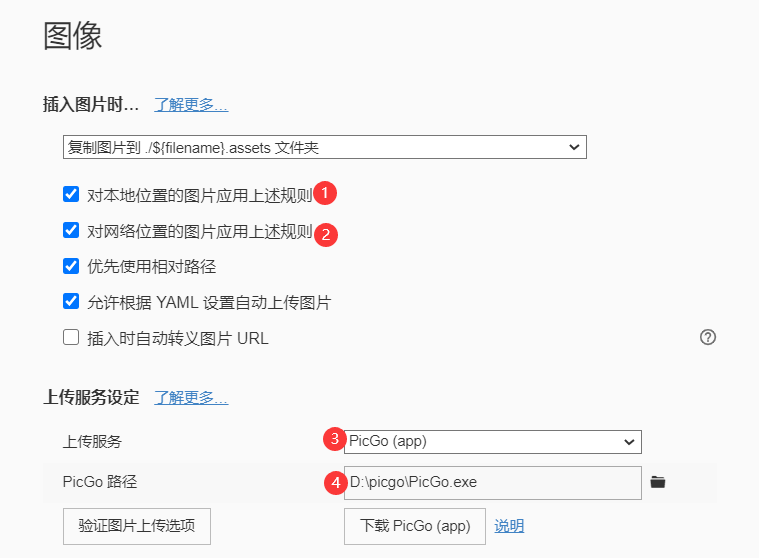 图像
插入图片时... 了解更多...
复制图片到 ./${filename}.assets 文件夹
对本地位置的图片应用上述规则 1
对网络位置的图片应用上述规则 2
优先使用相对路径
允许根据 YAML 设置自动上传图片
插入时自动转义图片 URL ?
上传服务设定 了解更多...
上传服务 3 PicGo (app)
PicGo 路径 4 D:\picgo\PicGo.exe
验证图片上传选项 下载 PicGo (app) 说明